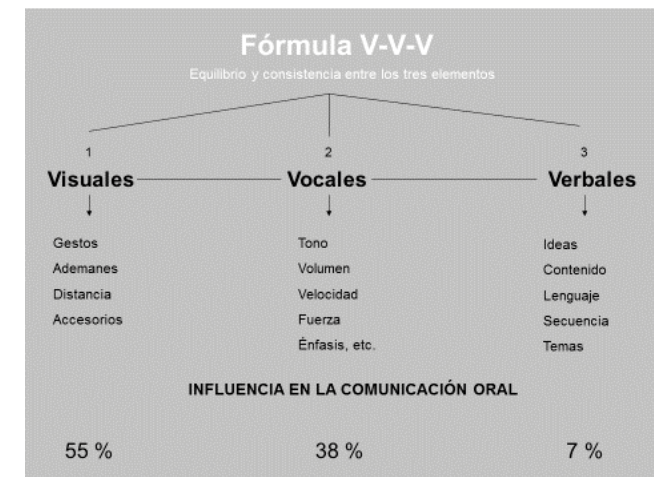 Fórmula V-V-V
Equilibrio y consistencia entre los tres elementos
1
2
3
Visuales
Vocales
Verbales
Gestos
Ademanes
Distancia
Accesorios
Tono
Volumen
Velocidad
Fuerza
Énfasis, etc.
Ideas
Contenido
Lenguaje
Secuencia
Temas
INFLUENCIA EN LA COMUNICACIÓN ORAL
55 %
38 %
7 %